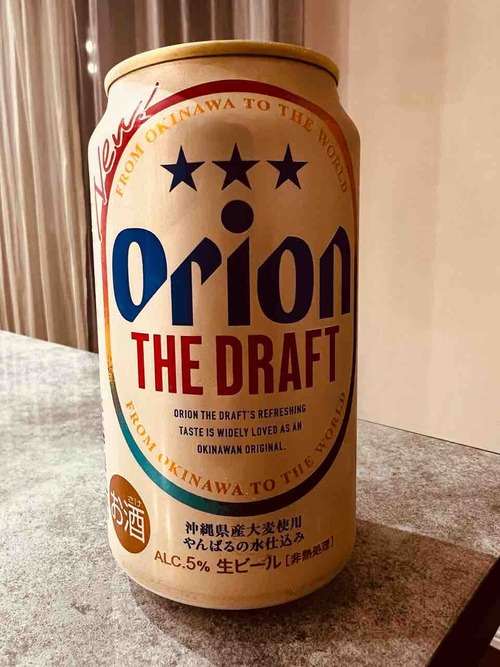 New!
FROM OKINAWA TO THE WORLD
Orion
THE DRAFT
ORION THE DRAFT'S REFRESHING
TASTE IS WIDELY LOVED AS AN
OKINAWAN ORIGINAL.
FROM OKINAWA TO THE WORLD
さけ
お酒
沖縄県産大麦使用
やんばるの水仕込み
ALC.5% 生ビール [非熱処理]